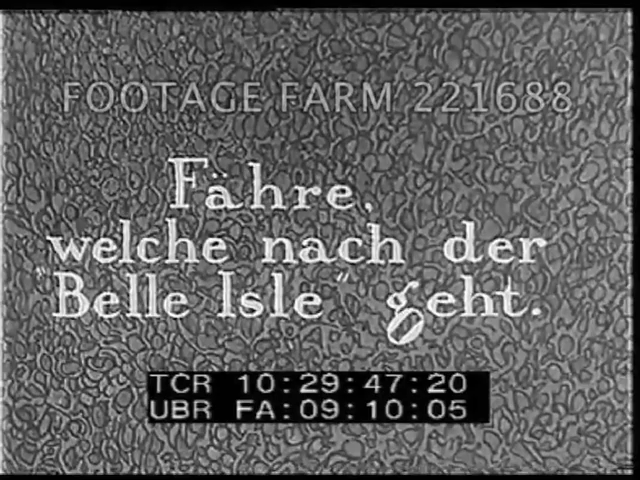 FOOTAGE FARM 221688
Fähre,
welche nach der
"Belle Isle" geht.
TCR 10:29:47:20
UBR FA:09:10:05